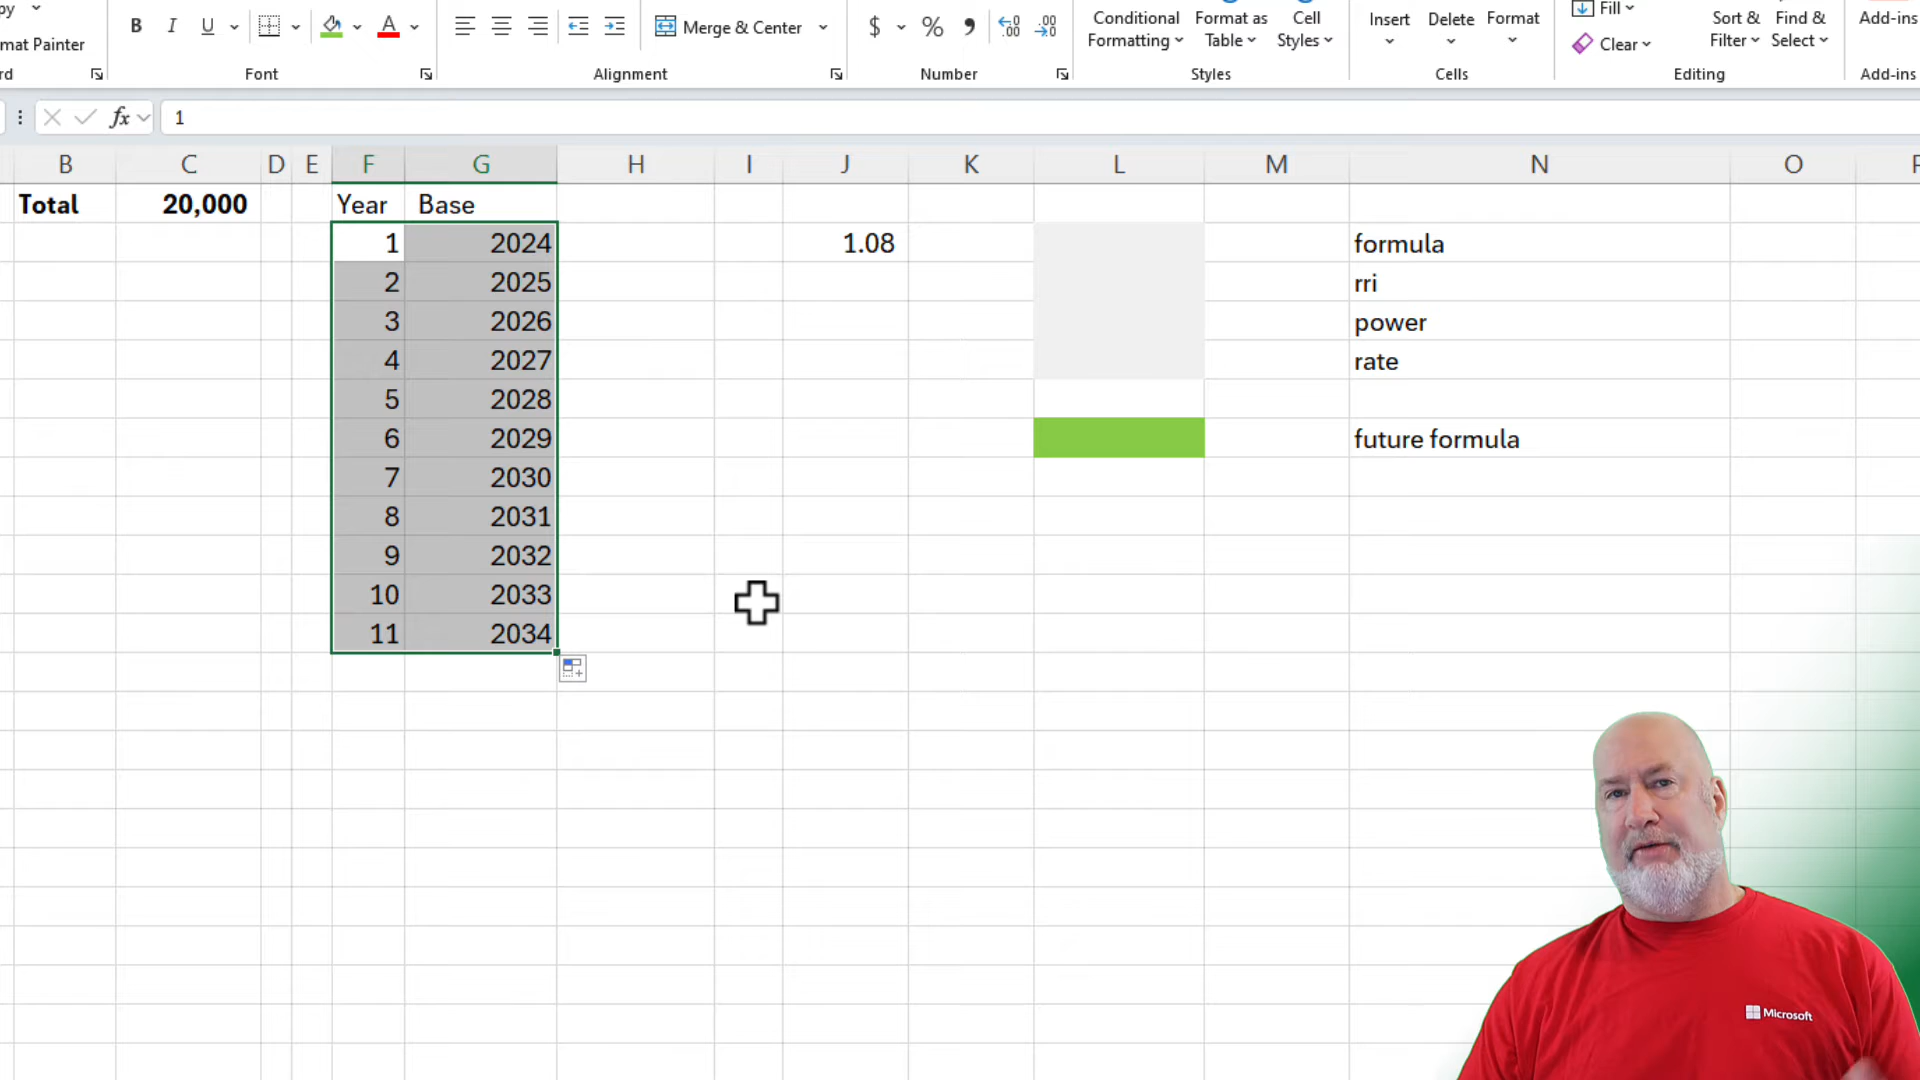 py
mat Painter
rd
B I U
A
Font
Merge & Center
Alignment
$ % ,
Number
Conditional
Formatting
Format as
Table
Cell
Styles
Styles
Insert
Delete
Format
Cells
Fill
Clear
Sort &
Filter
Find &
Select
Editing
Add-ins
Add-ins
fx 1
B C D E F G H I J K L M N O P
Total 20,000 Year Base
1 2024 1.08 formula
2 2025 rri
3 2026 power
4 2027 rate
5 2028
6 2029 future formula
7 2030
8 2031
9 2032
10 2033
11 2034
Microsoft